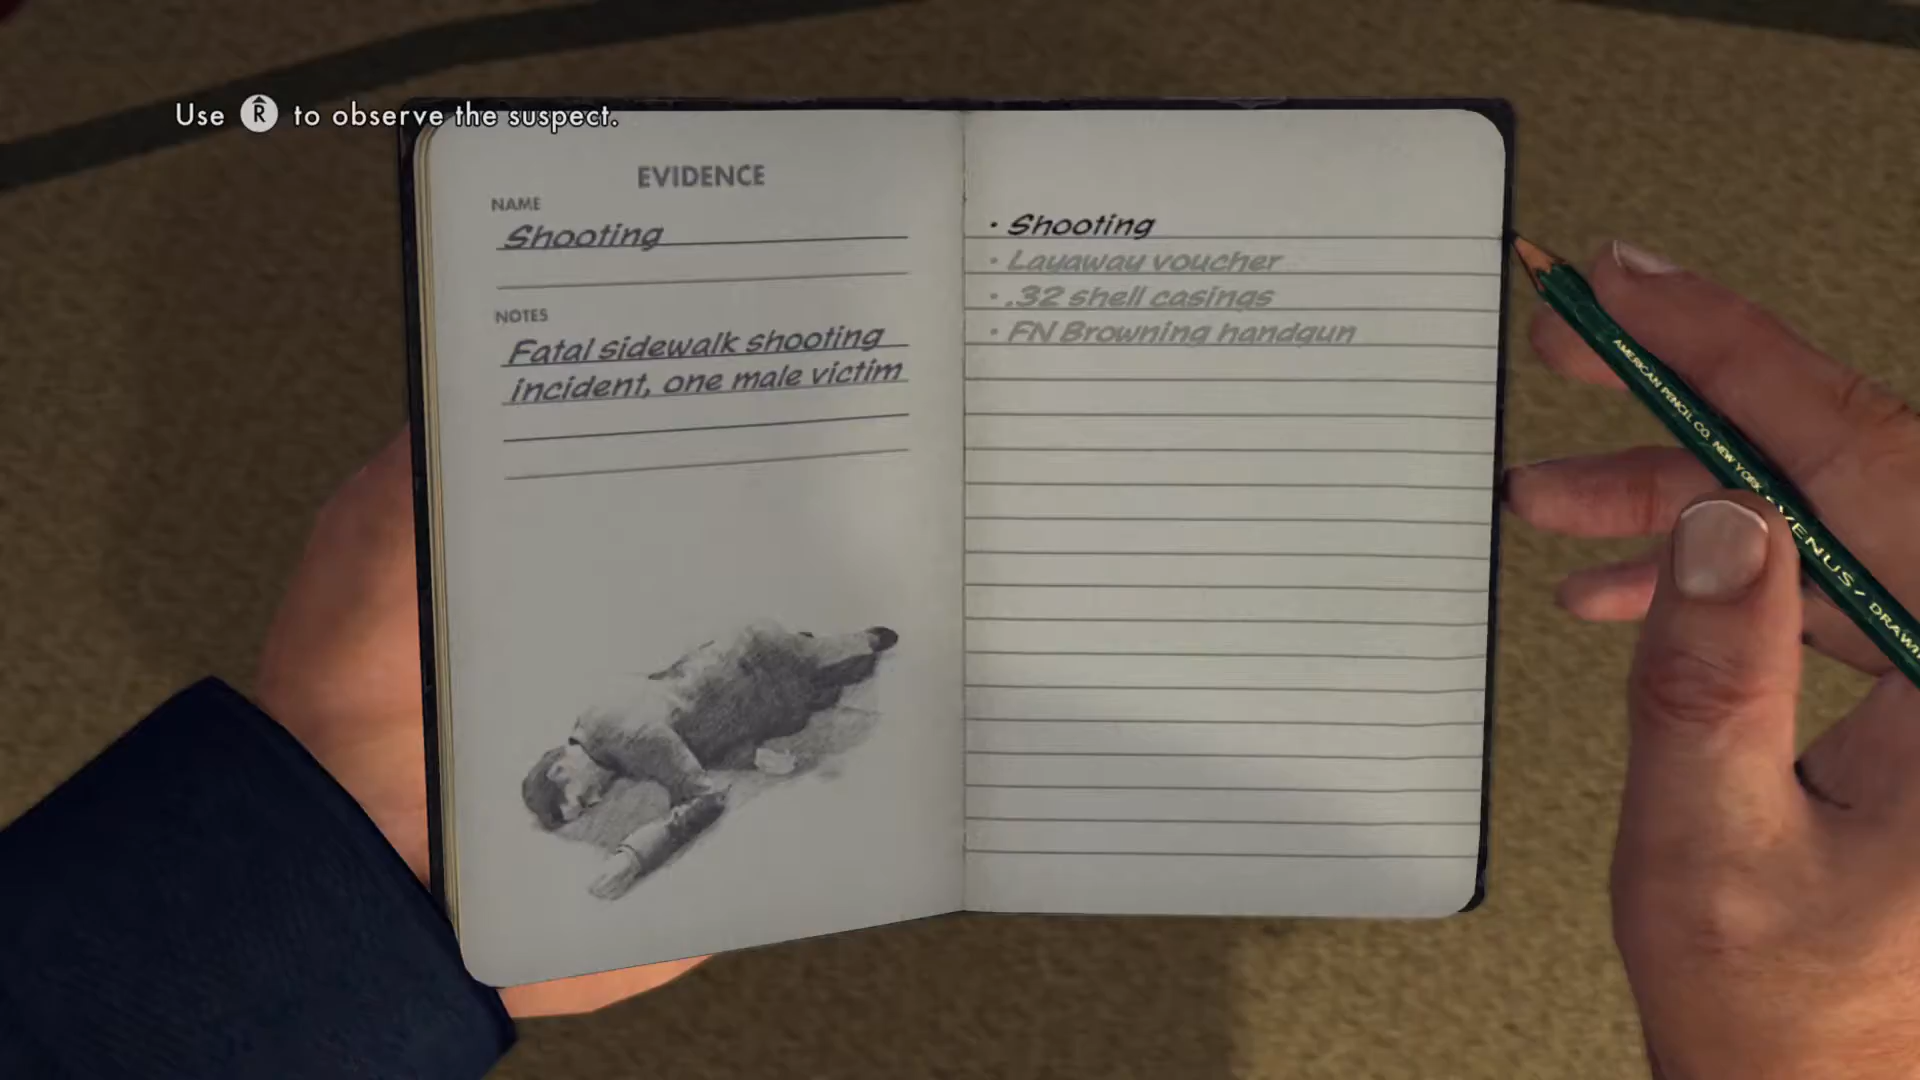 Use R to observe the suspect.
EVIDENCE
NAME
Shooting
NOTES
Fatal sidewalk shooting
incident, one male victim
• Shooting
• Layaway voucher
• .32 shell casings
• FN Browning handgun
AMERICAN PENCIL CO. NEW YORK
VENUS / DRAWI